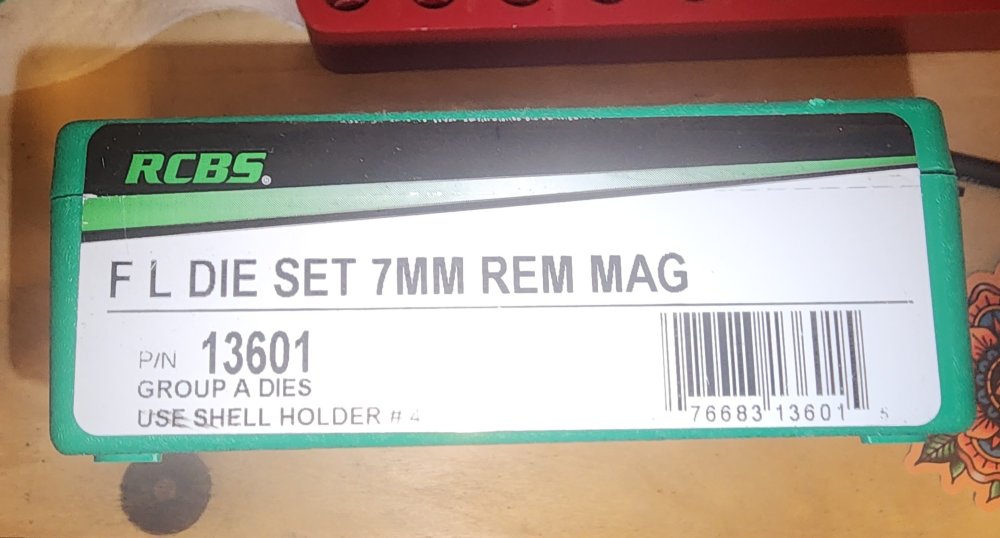 RCBS®
F L DIE SET 7MM REM MAG
P/N 13601
GROUP A DIES
USE SHELL HOLDER # 4
76683 13601 5